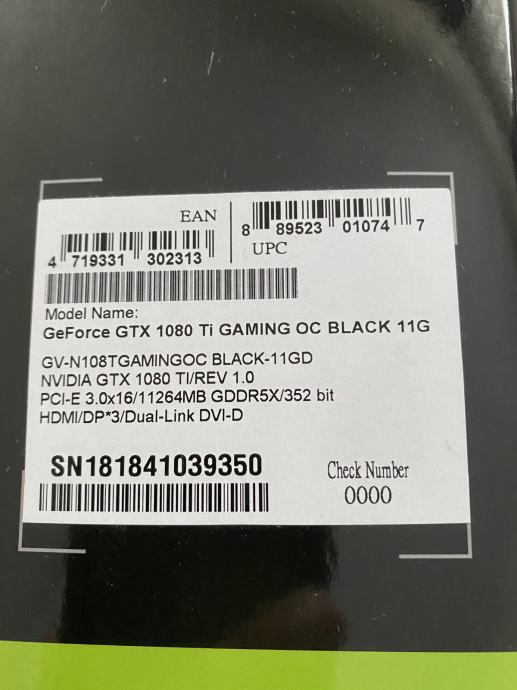 EAN
4 719331 302313
8 89523 01074 7
UPC
Model Name:
GeForce GTX 1080 Ti GAMING OC BLACK 11G
GV-N108TGAMINGOC BLACK-11GD
NVIDIA GTX 1080 TI/REV 1.0
PCI-E 3.0x16/11264MB GDDR5X/352 bit
HDMI/DP*3/Dual-Link DVI-D
SN181841039350
Check Number
0000